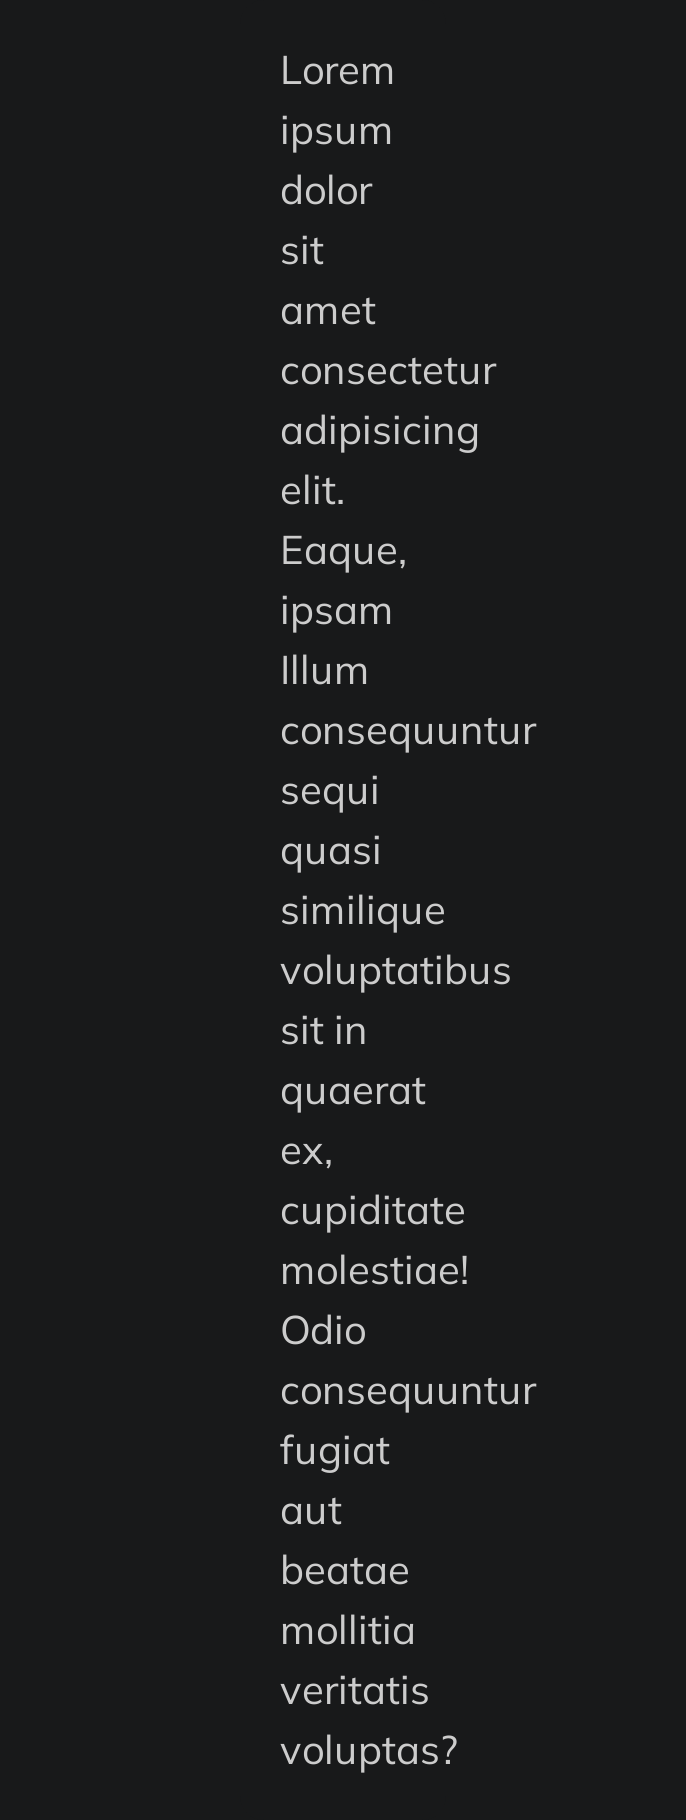 Lorem
ipsum
dolor
sit
amet
consectetur
adipisicing
elit.
Eaque,
ipsam
Illum
consequuntur
sequi
quasi
similique
voluptatibus
sit in
quaerat
ex,
cupiditate
molestiae!
Odio
consequuntur
fugiat
aut
beatae
mollitia
veritatis
voluptas?